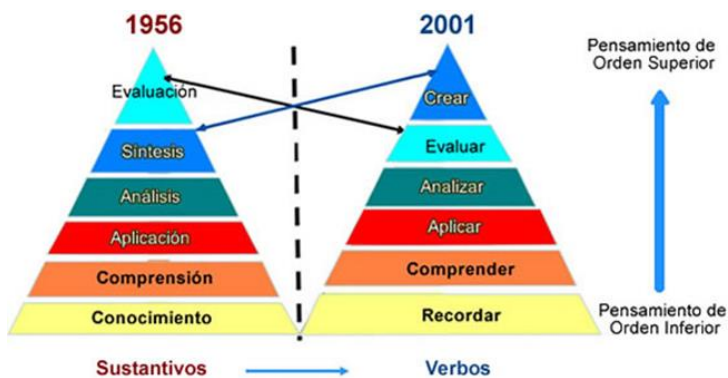 1956
Evaluación
Síntesis
Análisis
Aplicación
Comprensión
Conocimiento
Sustantivos
2001
Crear
Evaluar
Analizar
Aplicar
Comprender
Recordar
Verbos
Pensamiento de
Orden Superior
Pensamiento de
Orden Inferior